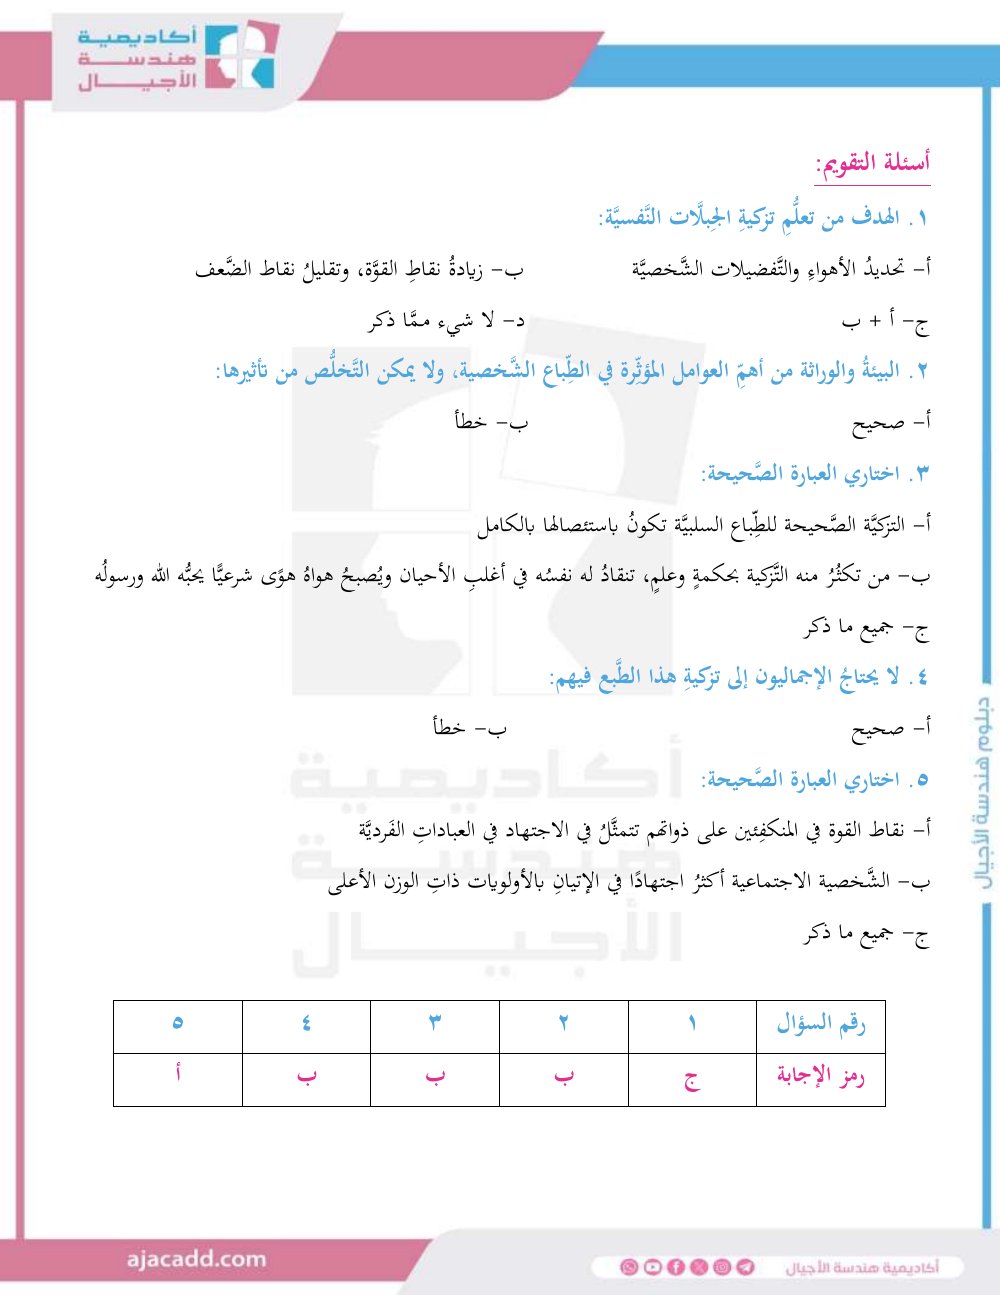 أكاديمية
هندسة
الأجيال
أسئلة التقويم:
١. الهدف من تعلُّمِ تزكيةِ الجِبلَّات النَّفسيَّة:
أ- تحديدُ الأهواءِ والتَّفضيلات الشَّخصيَّة ب- زيادةُ نقاطِ القوَّة، وتقليلُ نقاط الضَّعف
ج- أ + ب د- لا شيء ممَّا ذكر
٢. البيئةُ والوراثة من أهمِّ العوامل المؤثِّرة في الطِّباع الشَّخصية، ولا يمكن التَّخلُّص من تأثيرها:
أ- صحيح ب- خطأ
٣. اختاري العبارة الصَّحيحة:
أ- التزكيَّة الصَّحيحة للطِّباع السلبيَّة تكونُ باستئصالها بالكامل
ب- من تكثُرُ منه التَّزكية بحكمةٍ وعلمٍ، تنقادُ له نفسُه في أغلبِ الأحيان ويُصبحُ هواهُ هوًى شرعيًّا يحبُّه الله ورسولُه
ج- جميع ما ذكر
٤. لا يحتاجُ الإجماليون إلى تزكيةِ هذا الطَّبع فيهم:
أ- صحيح ب- خطأ
٥. اختاري العبارة الصَّحيحة:
أ- نقاط القوة في المنكفِئين على ذواتهم تتمثَّلُ في الاجتهاد في العباداتِ الفَرديَّة
ب- الشَّخصية الاجتماعية أكثرُ اجتهادًا في الإتيانِ بالأولويات ذاتِ الوزن الأعلى
ج- جميع ما ذكر
أكاديمية
هندسة
الأجيال
رقم السؤال ١ ٢ ٣ ٤ ٥
رمز الإجابة ج ب ب ب أ
دبلوم هندسة الأجيال
أكاديمية هندسة الأجيال
ajacadd.com